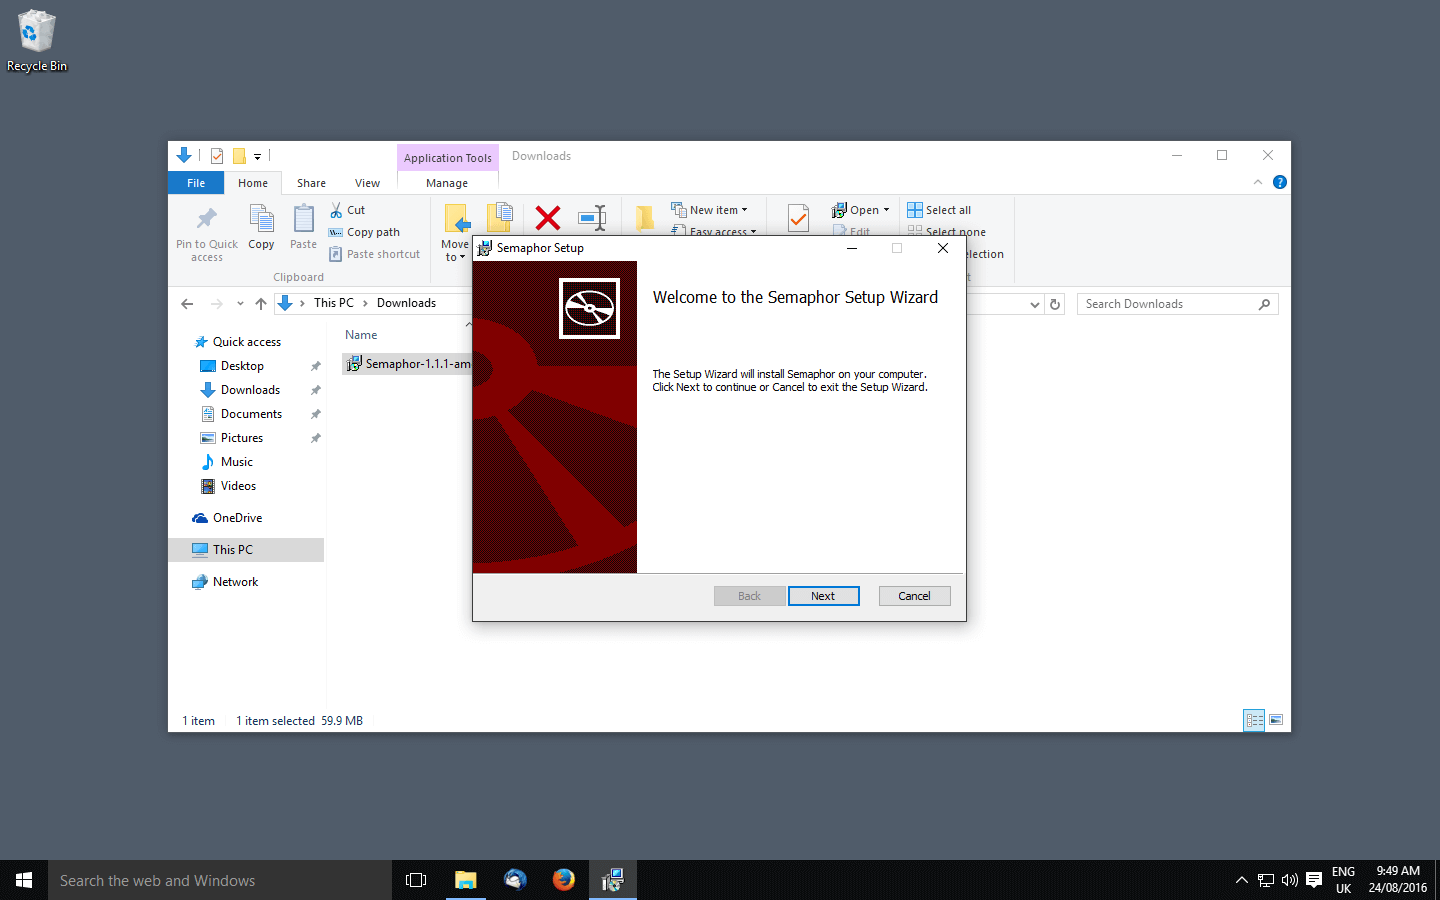 Recycle Bin
Application Tools
Downloads
File
Home
Share
View
Manage
Pin to Quick access
Copy
Paste
Cut
Copy path
Paste shortcut
Clipboard
Move to
New item
Easy access
Open
Edit
Select all
Select none
This PC
Downloads
Search Downloads
Quick access
Desktop
Downloads
Documents
Pictures
Music
Videos
OneDrive
This PC
Network
Name
Semaphor-1.1.1-am
Semaphor Setup
Welcome to the Semaphor Setup Wizard
The Setup Wizard will install Semaphor on your computer.
Click Next to continue or Cancel to exit the Setup Wizard.
Back
Next
Cancel
1 item
1 item selected 59.9 MB
Search the web and Windows
ENG
UK
9:49 AM
24/08/2016